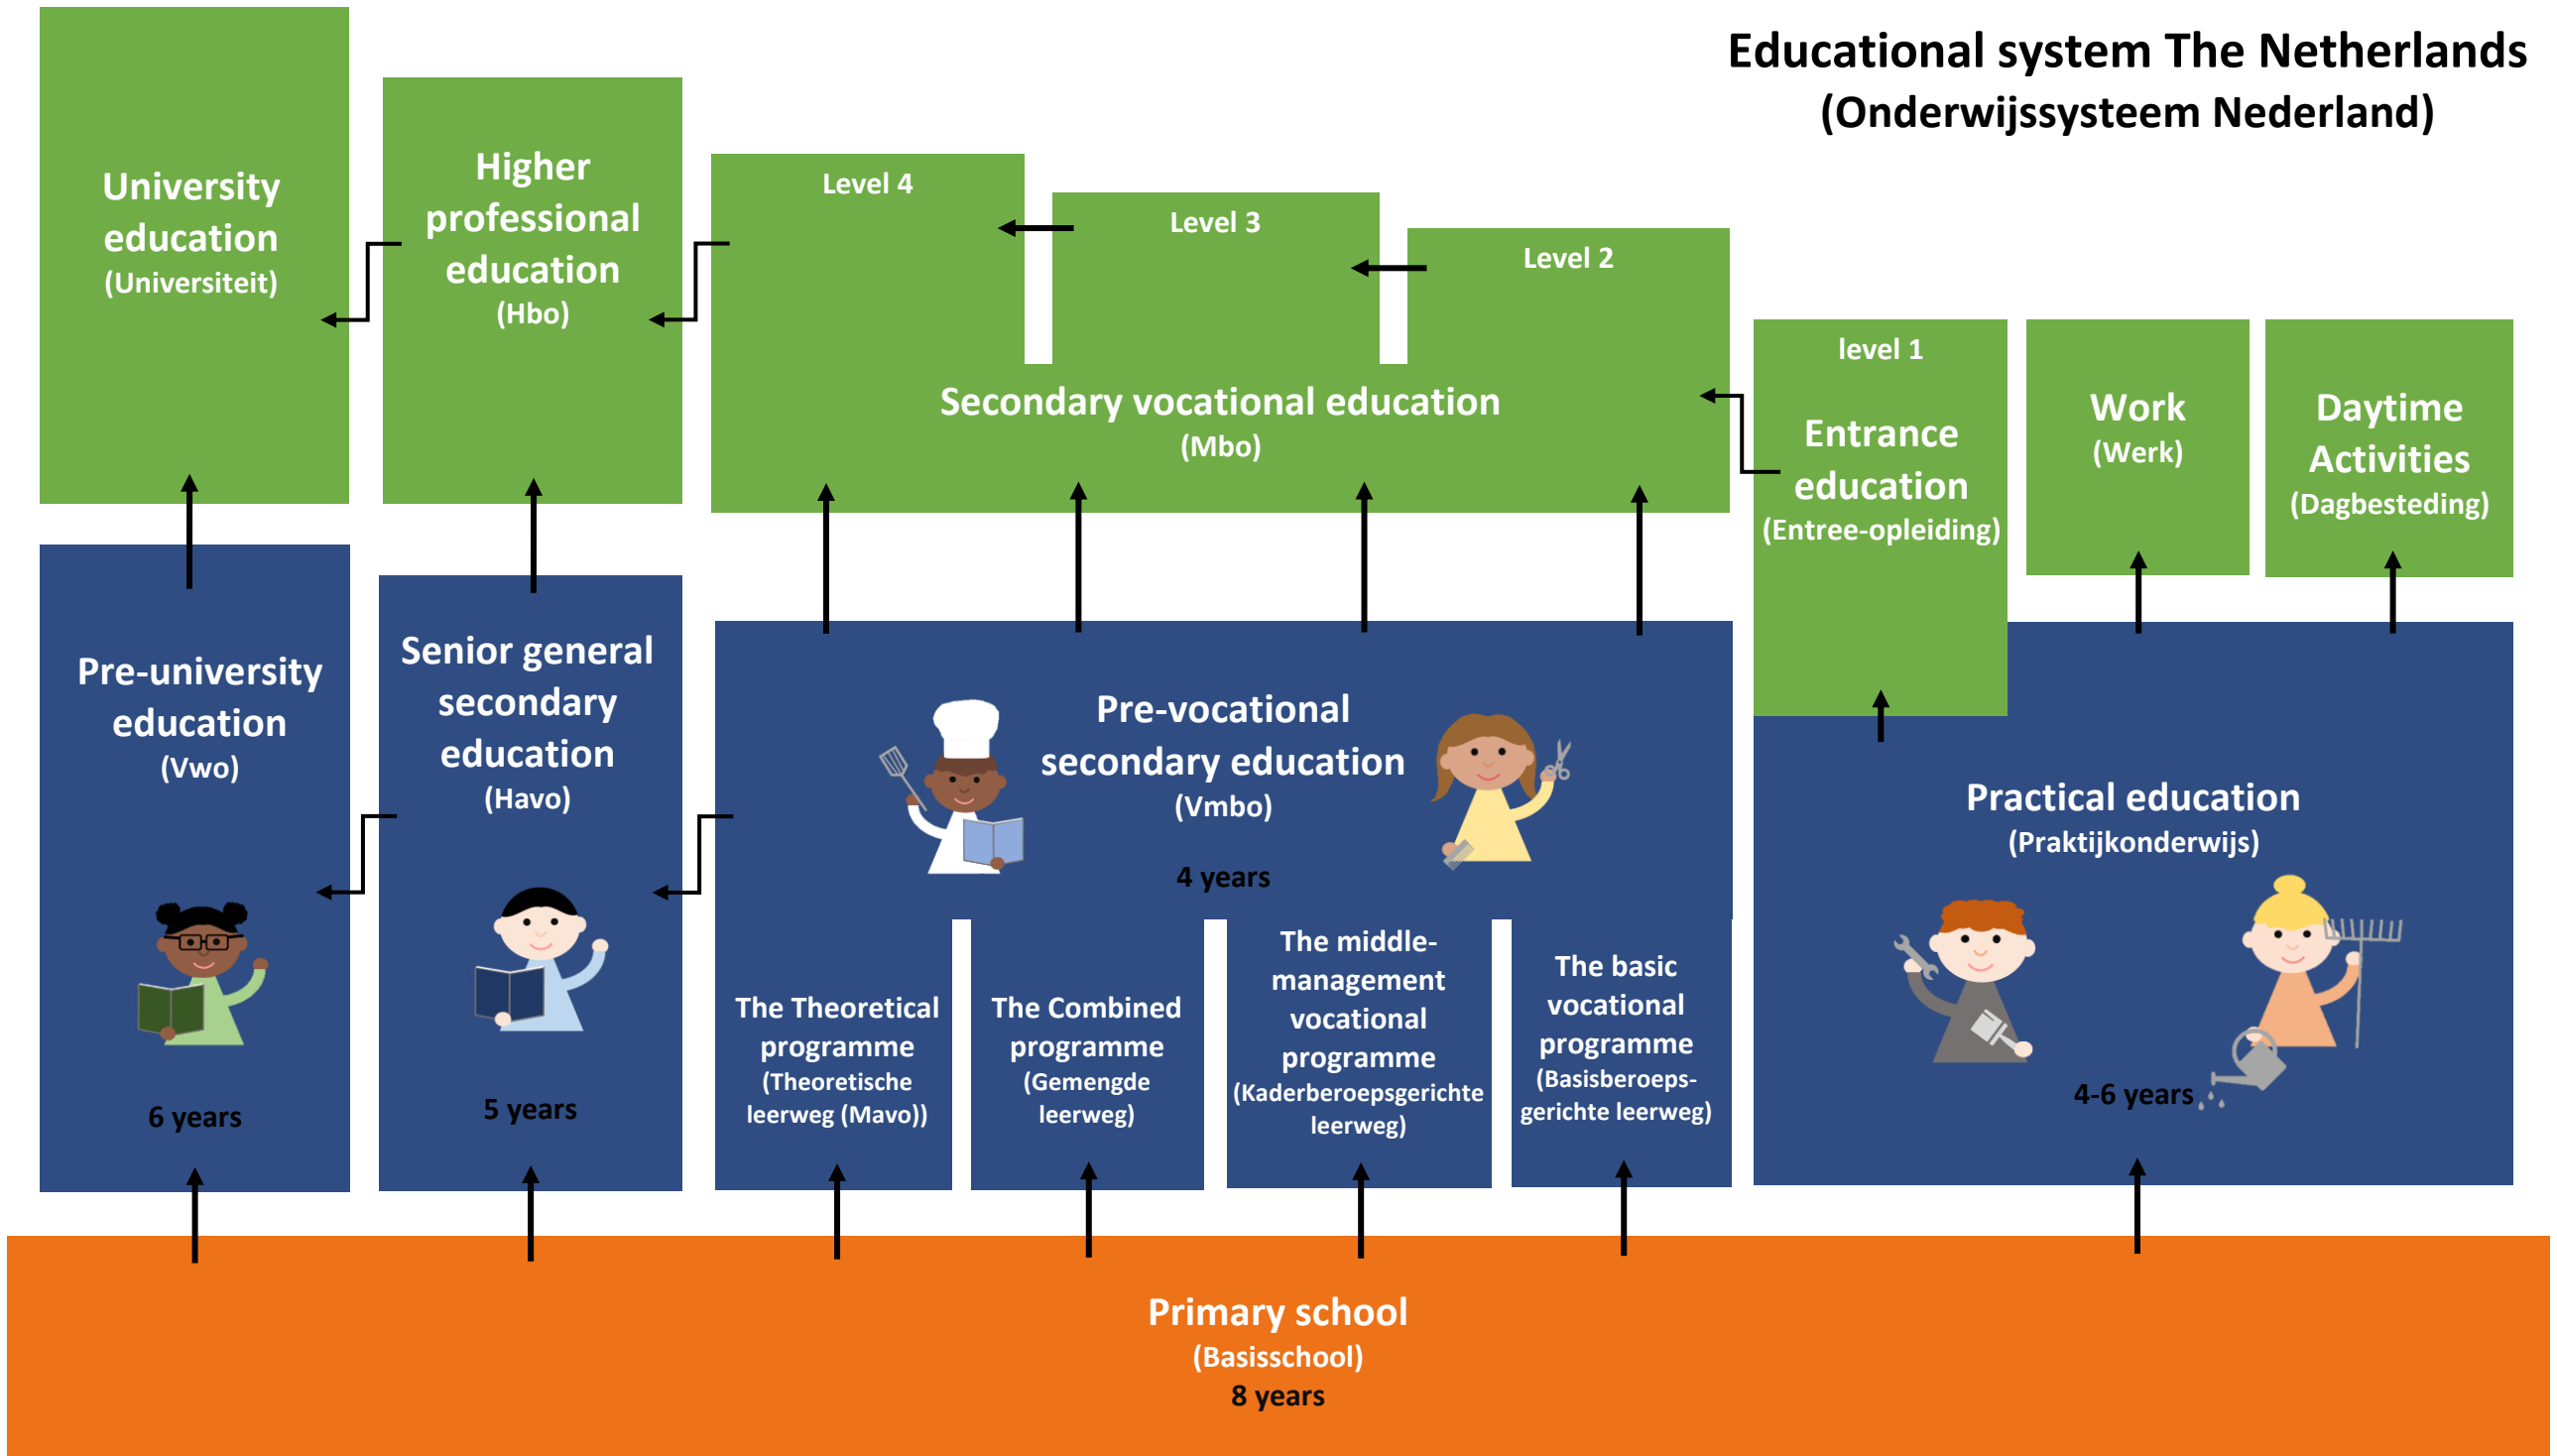 Educational system The Netherlands
(Onderwijssysteem Nederland)
University
education
(Universiteit)
Higher
professional
education
(Hbo)
Level 4
Level 3
Level 2
Secondary vocational education
(Mbo)
level 1
Entrance
education
(Entree-opleiding)
Work
(Werk)
Daytime
Activities
(Dagbesteding)
Pre-university
education
(Vwo)
6 years
Senior general
secondary
education
(Havo)
5 years
Pre-vocational
secondary education
(Vmbo)
4 years
The Theoretical
programme
(Theoretische
leerweg (Mavo))
The Combined
programme
(Gemengde
leerweg)
The middle-
management
vocational
programme
(Kaderberoepsgerichte
leerweg)
The basic
vocational
programme
(Basisberoeps-
gerichte leerweg)
Practical education
(Praktijkonderwijs)
4-6 years
Primary school
(Basisschool)
8 years